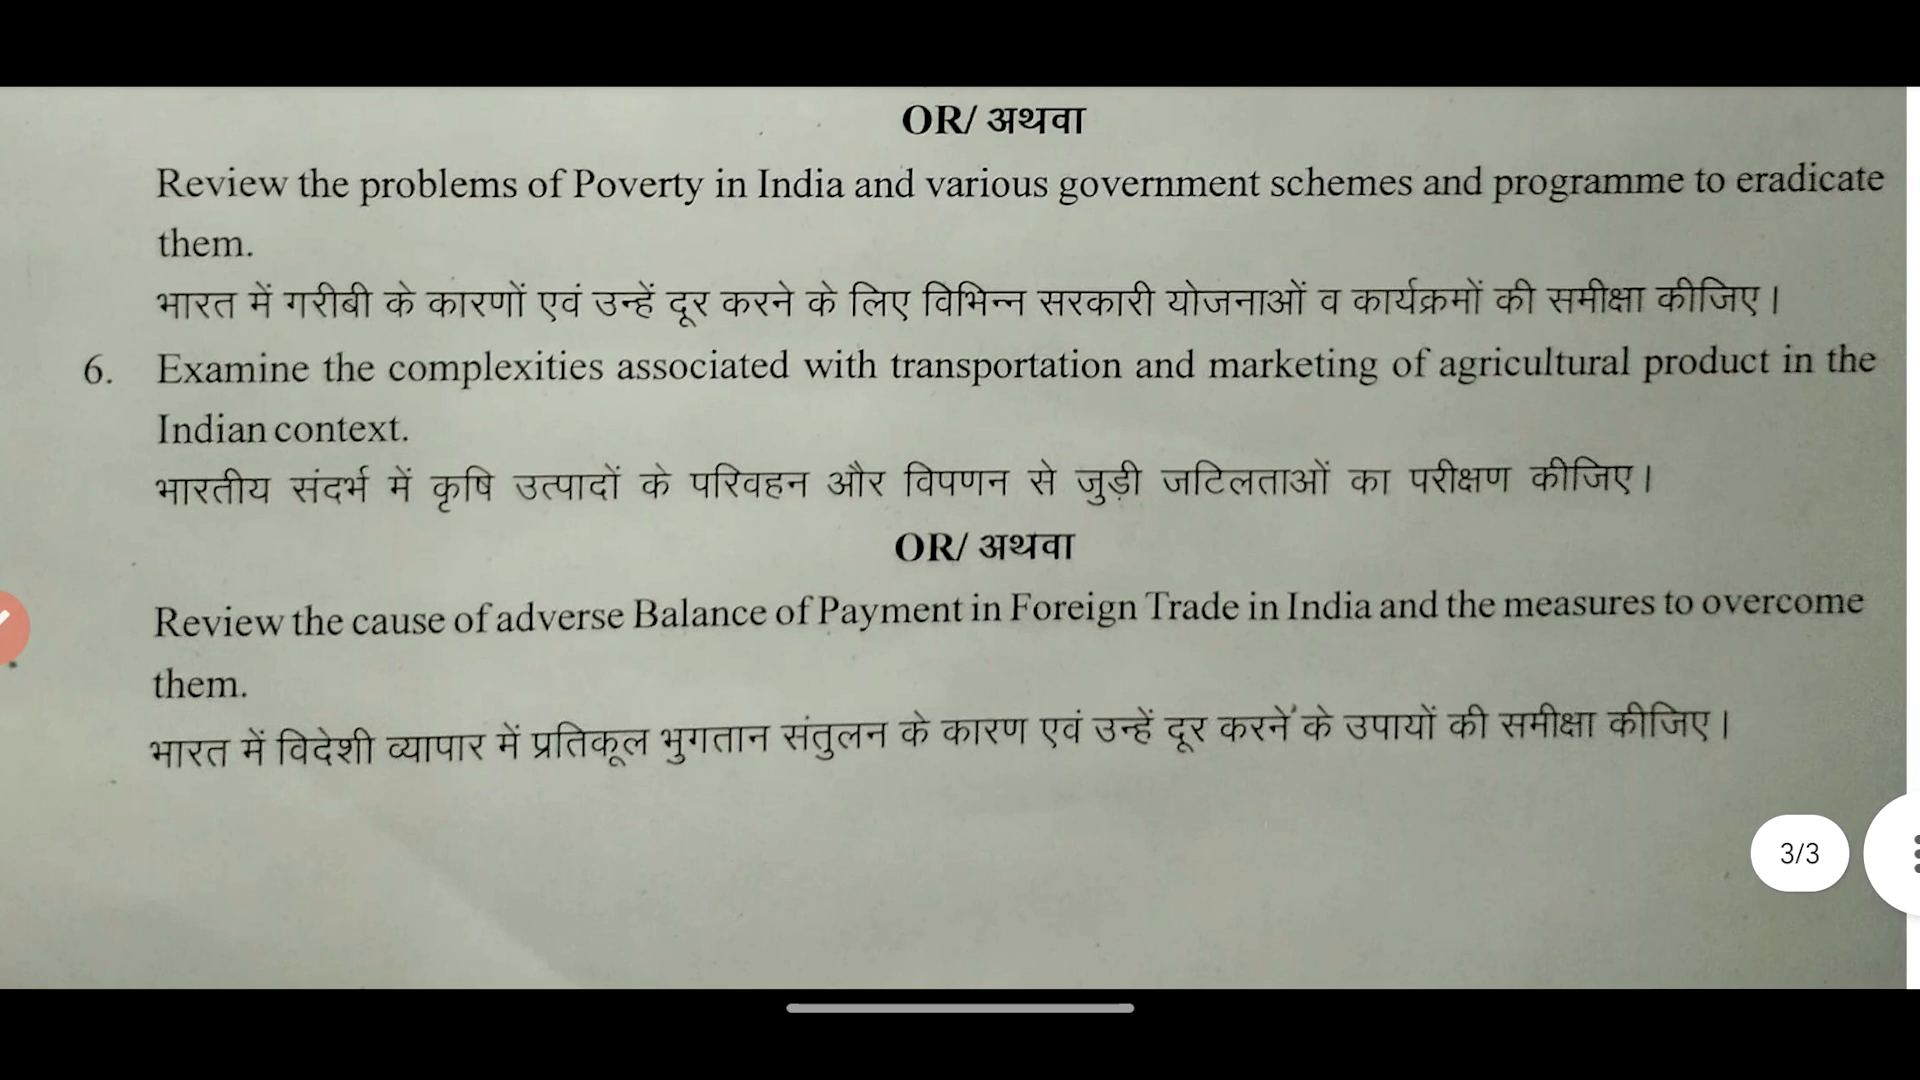 OR/ अथवा
Review the problems of Poverty in India and various government schemes and programme to eradicate
them.
भारत में गरीबी के कारणों एवं उन्हें दूर करने के लिए विभिन्न सरकारी योजनाओं व कार्यक्रमों की समीक्षा कीजिए।
6. Examine the complexities associated with transportation and marketing of agricultural product in the
Indian context.
भारतीय संदर्भ में कृषि उत्पादों के परिवहन और विपणन से जुड़ी जटिलताओं का परीक्षण कीजिए।
OR/ अथवा
Review the cause of adverse Balance of Payment in Foreign Trade in India and the measures to overcome
them.
भारत में विदेशी व्यापार में प्रतिकूल भुगतान संतुलन के कारण एवं उन्हें दूर करने के उपायों की समीक्षा कीजिए।
3/3